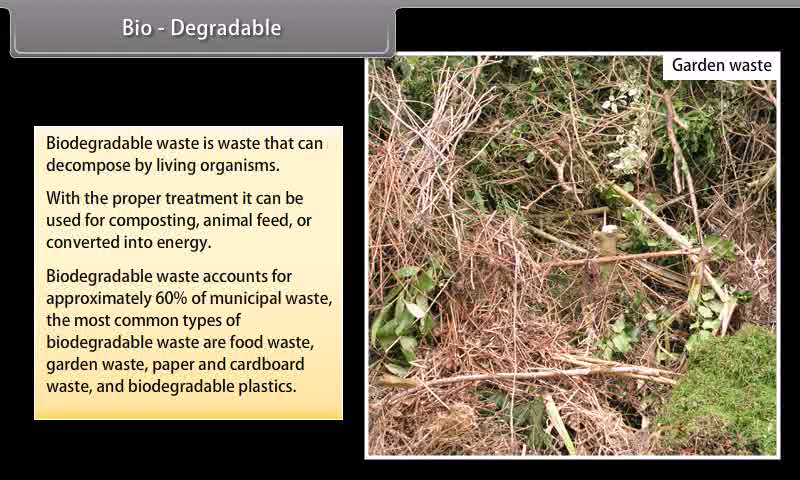 Bio - Degradable
Garden waste
Biodegradable waste is waste that can
decompose by living organisms.
With the proper treatment it can be
used for composting, animal feed, or
converted into energy.
Biodegradable waste accounts for
approximately 60% of municipal waste,
the most common types of
biodegradable waste are food waste,
garden waste, paper and cardboard
waste, and biodegradable plastics.